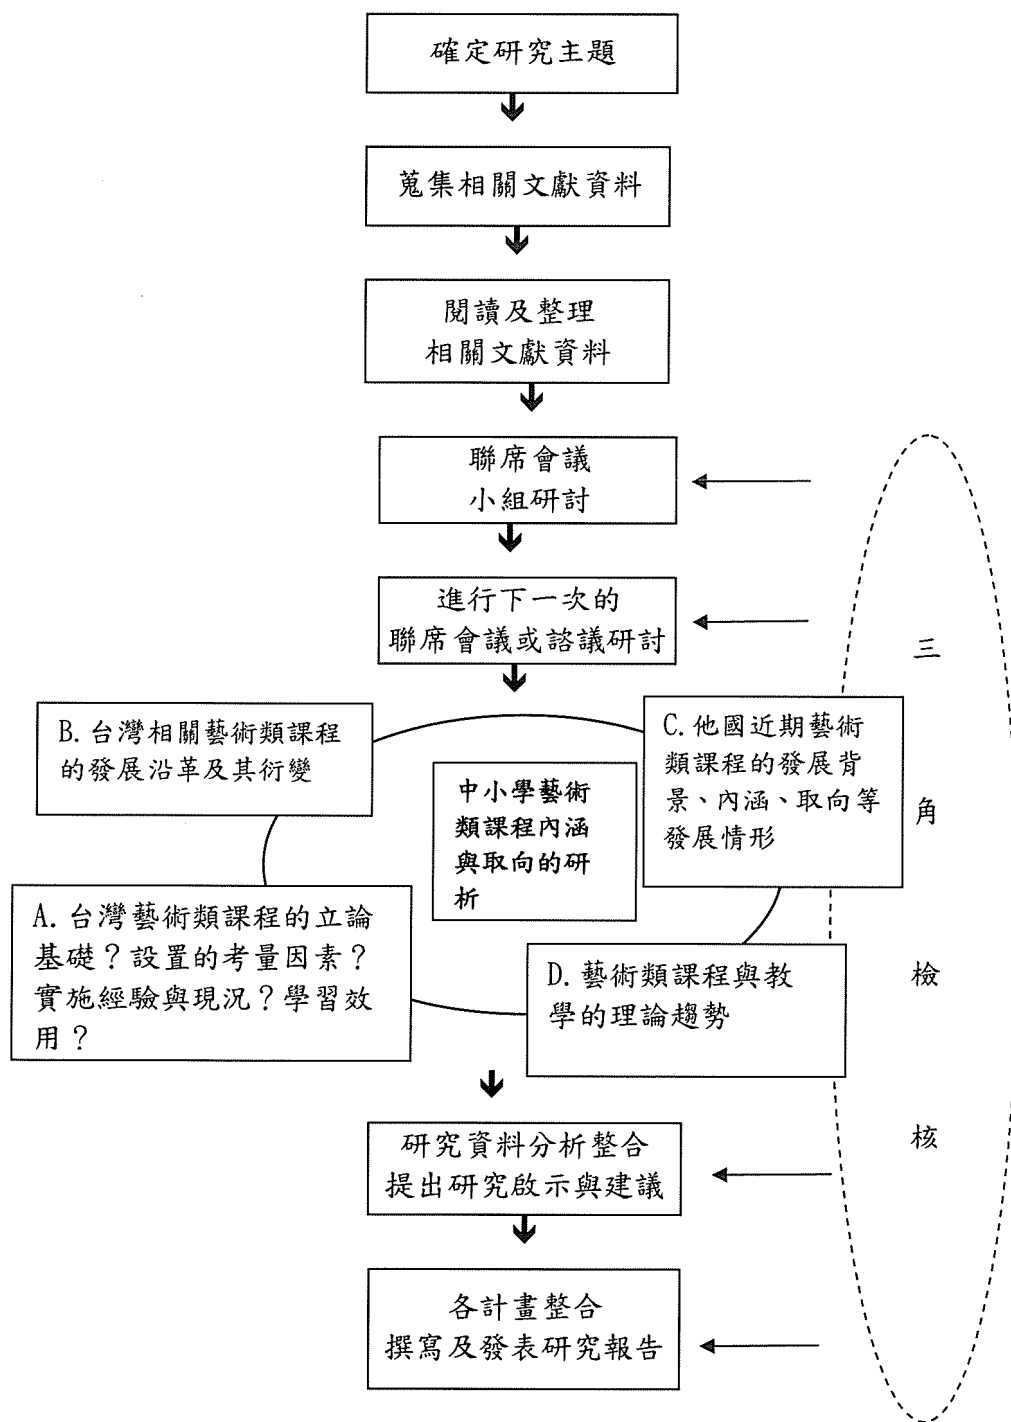 確定研究主題
蒐集相關文獻資料
閱讀及整理
相關文獻資料
聯席會議
小組研討
進行下一次的
聯席會議或諮議研討
B.台灣相關藝術類課程
的發展沿革及其衍變
C.他國近期藝術
類課程的發展背
景、內涵、取向等
發展情形
中小學藝術
類課程內涵
與取向的研
析
A.台灣藝術類課程的立論
基礎？設置的考量因素？
實施經驗與現況？學習效
用？
D.藝術類課程與教
學的理論趨勢
研究資料分析整合
提出研究啟示與建議
各計畫整合
撰寫及發表研究報告
三
角
檢
核